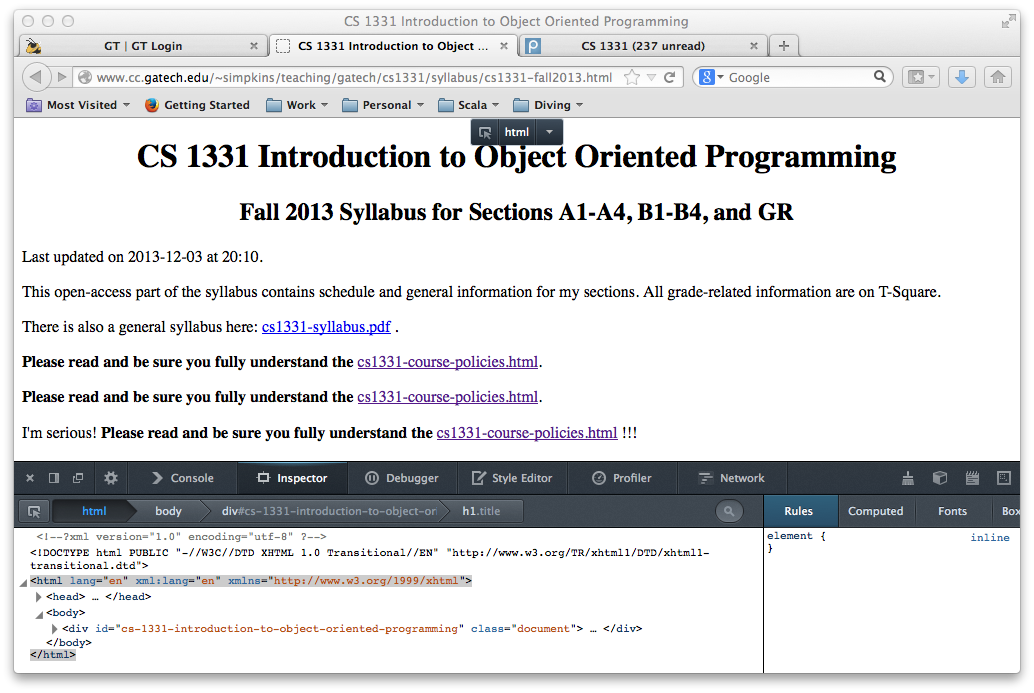 CS 1331 Introduction to Object Oriented Programming
GT | GT Login
CS 1331 Introduction to Object ...
CS 1331 (237 unread)
www.cc.gatech.edu/~simpkins/teaching/gatech/cs1331/syllabus/cs1331-fall2013.html
Google
Most Visited
Getting Started
Work
Personal
Scala
Diving
html
CS 1331 Introduction to Object Oriented Programming
Fall 2013 Syllabus for Sections A1-A4, B1-B4, and GR
Last updated on 2013-12-03 at 20:10.
This open-access part of the syllabus contains schedule and general information for my sections. All grade-related information are on T-Square.
There is also a general syllabus here: cs1331-syllabus.pdf .
Please read and be sure you fully understand the cs1331-course-policies.html.
Please read and be sure you fully understand the cs1331-course-policies.html.
I'm serious! Please read and be sure you fully understand the cs1331-course-policies.html !!!
Console
Inspector
Debugger
Style Editor
Profiler
Network
html
body
div#cs-1331-introduction-to-object-or
h1.title
Rules
Computed
Fonts
Box
<!--?xml version="1.0" encoding="utf-8" ?-->
<!DOCTYPE html PUBLIC "-//W3C//DTD XHTML 1.0 Transitional//EN" "http://www.w3.org/TR/xhtml1/DTD/xhtml1-
transitional.dtd">
<html lang="en" xml:lang="en" xmlns="http://www.w3.org/1999/xhtml">
<head> … </head>
<body>
<div id="cs-1331-introduction-to-object-oriented-programming" class="document"> … </div>
</body>
</html>
element {
inline
}